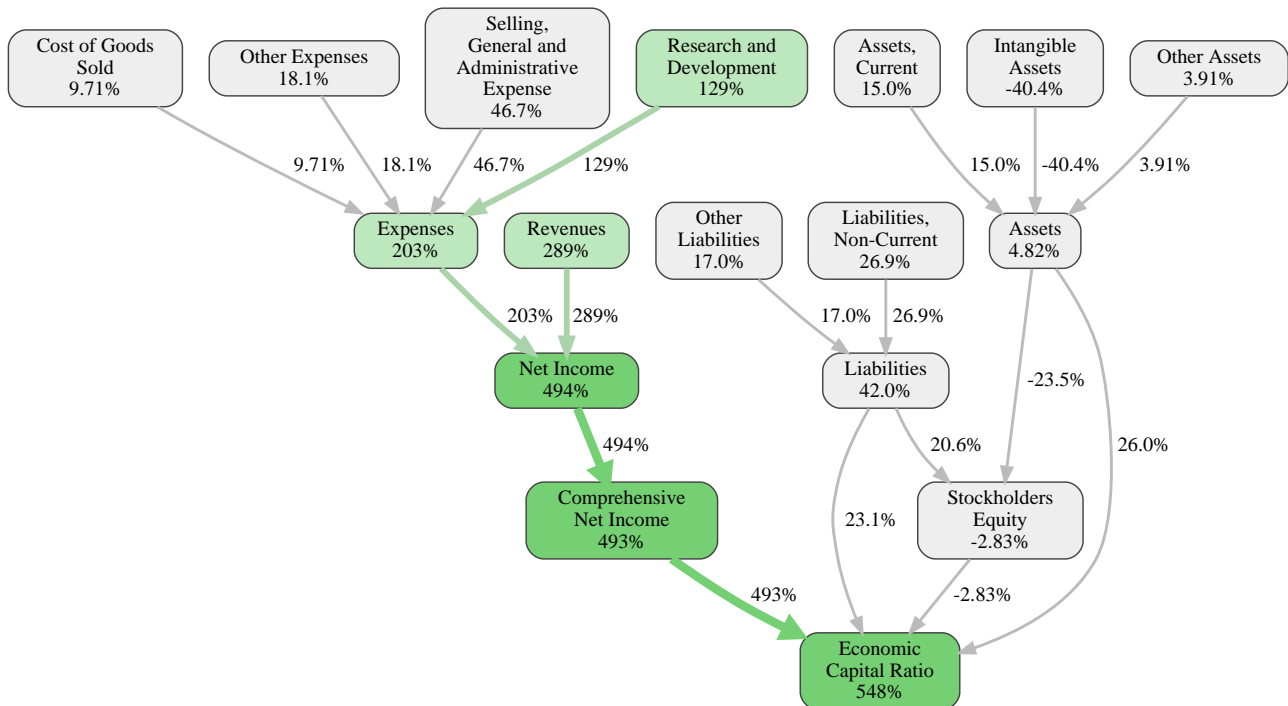 Cost of Goods
Sold
9.71%
Other Expenses
18.1%
Selling,
General and
Administrative
Expense
46.7%
Research and
Development
129%
Assets,
Current
15.0%
Intangible
Assets
-40.4%
Other Assets
3.91%
9.71%
18.1%
46.7%
129%
15.0%
-40.4%
3.91%
Expenses
203%
Revenues
289%
Other
Liabilities
17.0%
Liabilities,
Non-Current
26.9%
Assets
4.82%
203%
289%
17.0%
26.9%
Net Income
494%
Liabilities
42.0%
-23.5%
494%
20.6%
26.0%
Comprehensive
Net Income
493%
Stockholders
Equity
-2.83%
23.1%
493%
-2.83%
Economic
Capital Ratio
548%